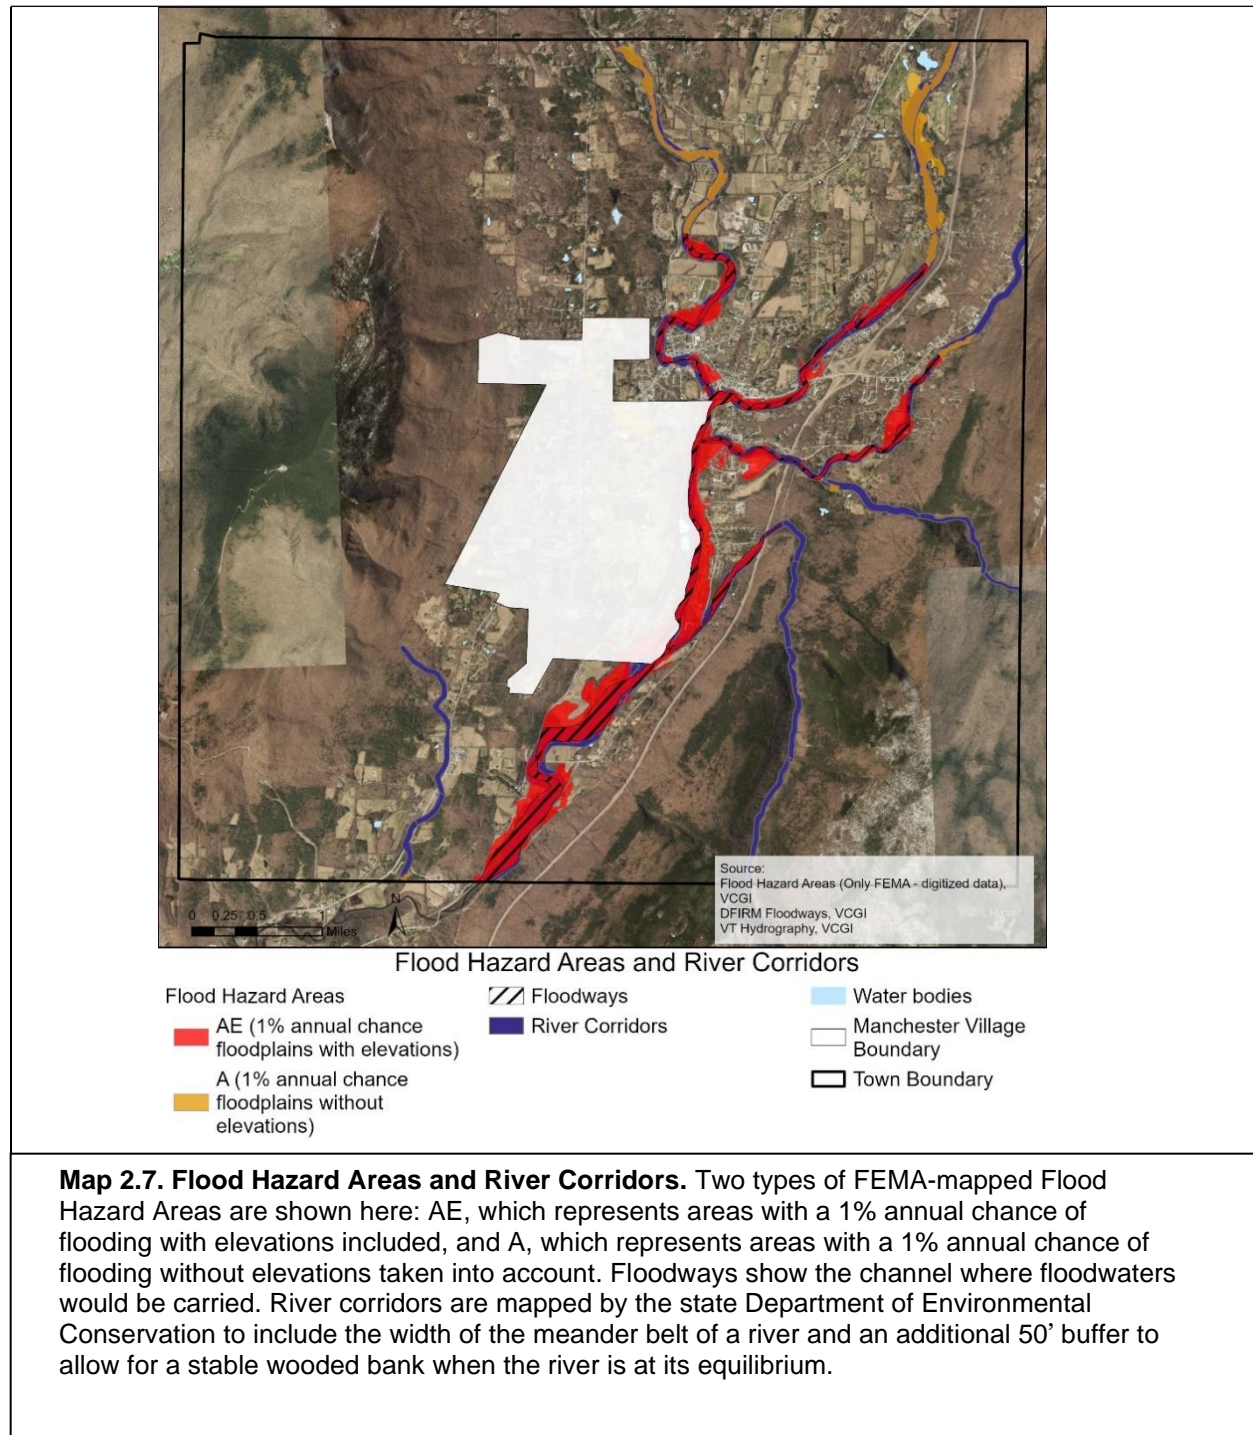 Source:
Flood Hazard Areas (Only FEMA - digitized data),
VCGI
DFIRM Floodways, VCGI
VT Hydrography, VCGI
N
0 0.25 0.5 1
Miles
Flood Hazard Areas and River Corridors
Flood Hazard Areas
AE (1% annual chance
floodplains with elevations)
A (1% annual chance
floodplains without
elevations)
Floodways
River Corridors
Water bodies
Manchester Village
Boundary
Town Boundary
Map 2.7. Flood Hazard Areas and River Corridors. Two types of FEMA-mapped Flood
Hazard Areas are shown here: AE, which represents areas with a 1% annual chance of
flooding with elevations included, and A, which represents areas with a 1% annual chance of
flooding without elevations taken into account. Floodways show the channel where floodwaters
would be carried. River corridors are mapped by the state Department of Environmental
Conservation to include the width of the meander belt of a river and an additional 50’ buffer to
allow for a stable wooded bank when the river is at its equilibrium.